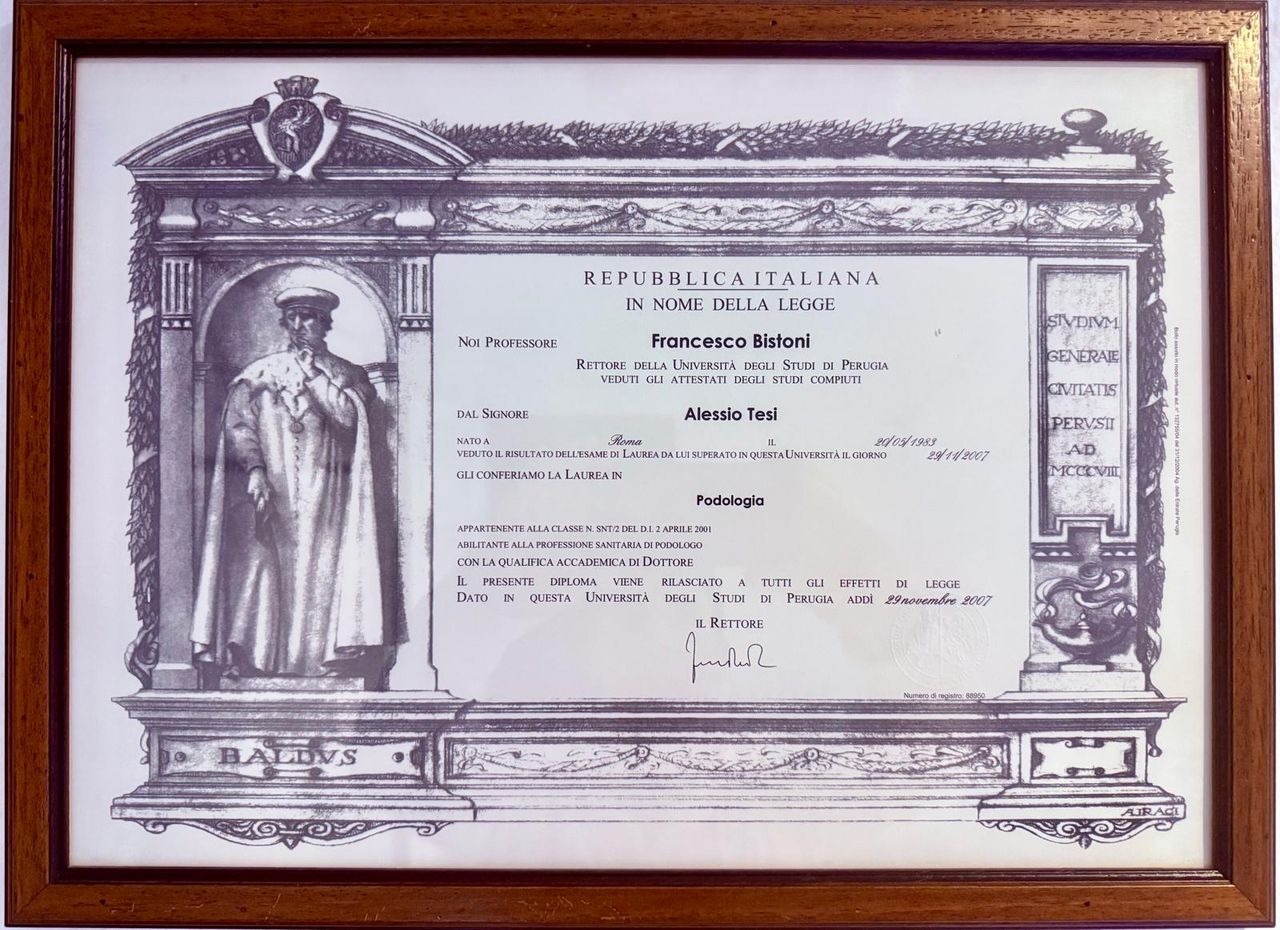 REPUBBLICA ITALIANA
IN NOME DELLA LEGGE
NOI PROFESSORE Francesco Bistoni
RETTORE DELLA UNIVERSITÀ DEGLI STUDI DI PERUGIA
VEDUTI GLI ATTESTATI DEGLI STUDI COMPIUTI
DAL SIGNORE Alessio Tesi
NATO A Roma IL 20/05/1983
VEDUTO IL RISULTATO DELL'ESAME DI LAUREA DA LUI SUPERATO IN QUESTA UNIVERSITÀ IL GIORNO 29/11/2007
GLI CONFERIAMO LA LAUREA IN
Podologia
APPARTENENTE ALLA CLASSE N. SNT/2 DEL D.I. 2 APRILE 2001
ABILITANTE ALLA PROFESSIONE SANITARIA DI PODOLOGO
CON LA QUALIFICA ACCADEMICA DI DOTTORE
IL PRESENTE DIPLOMA VIENE RILASCIATO A TUTTI GLI EFFETTI DI LEGGE
DATO IN QUESTA UNIVERSITÀ DEGLI STUDI DI PERUGIA ADDÌ 29 novembre 2007
IL RETTORE
Numero di registro: 88950
STVDIVM
GENERALE
CIVITATIS
PERVSII
AD
MCCCVIII
BALDVS